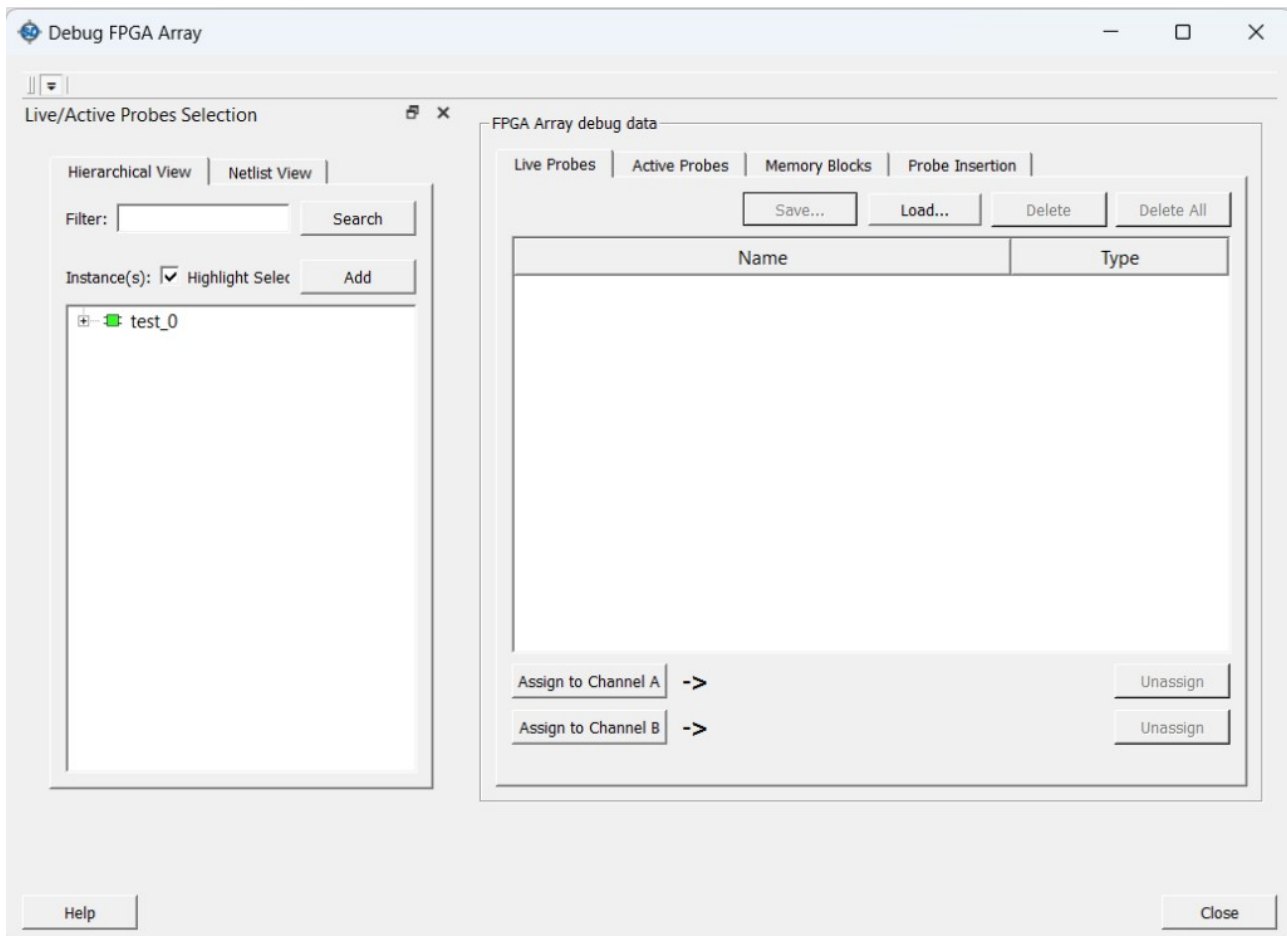 Debug FPGA Array
Live/Active Probes Selection
Hierarchical View
Netlist View
Filter:
Search
Instance(s):
Highlight Selec
Add
test_0
FPGA Array debug data
Live Probes
Active Probes
Memory Blocks
Probe Insertion
Save...
Load...
Delete
Delete All
Name
Type
Assign to Channel A
->
Unassign
Assign to Channel B
->
Unassign
Help
Close